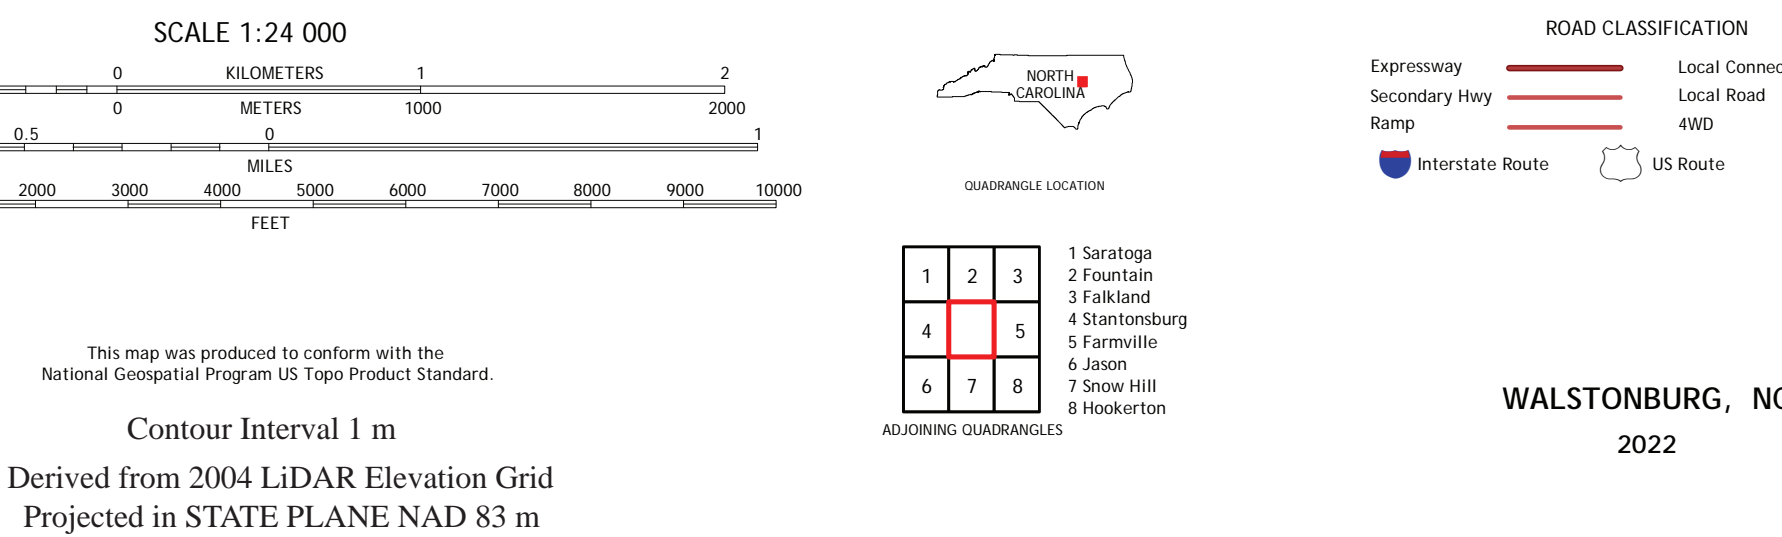 SCALE 1:24 000
0 KILOMETERS 1 2
0 METERS 1000 2000
0.5 0 1
MILES
2000 3000 4000 5000 6000 7000 8000 9000 10000
FEET
This map was produced to conform with the
National Geospatial Program US Topo Product Standard.
Contour Interval 1 m
Derived from 2004 LiDAR Elevation Grid
Projected in STATE PLANE NAD 83 m
NORTH
CAROLINA
QUADRANGLE LOCATION
1 2 3
4 5
6 7 8
ADJOINING QUADRANGLES
1 Saratoga
2 Fountain
3 Falkland
4 Stantonsburg
5 Farmville
6 Jason
7 Snow Hill
8 Hookerton
ROAD CLASSIFICATION
Expressway Local Connec
Secondary Hwy Local Road
Ramp 4WD
Interstate Route US Route
WALSTONBURG, NC
2022